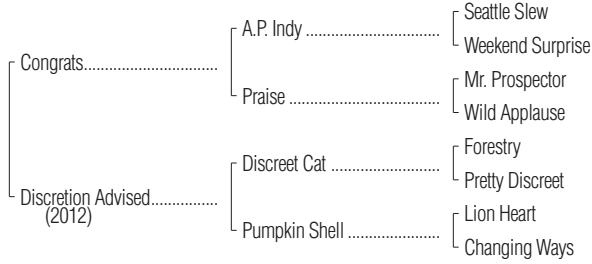 Seattle Slew
A.P. Indy
Weekend Surprise
Congrats
Mr. Prospector
Praise
Wild Applause
Forestry
Discreet Cat
Pretty Discreet
Discretion Advised
(2012)
Lion Heart
Pumpkin Shell
Changing Ways